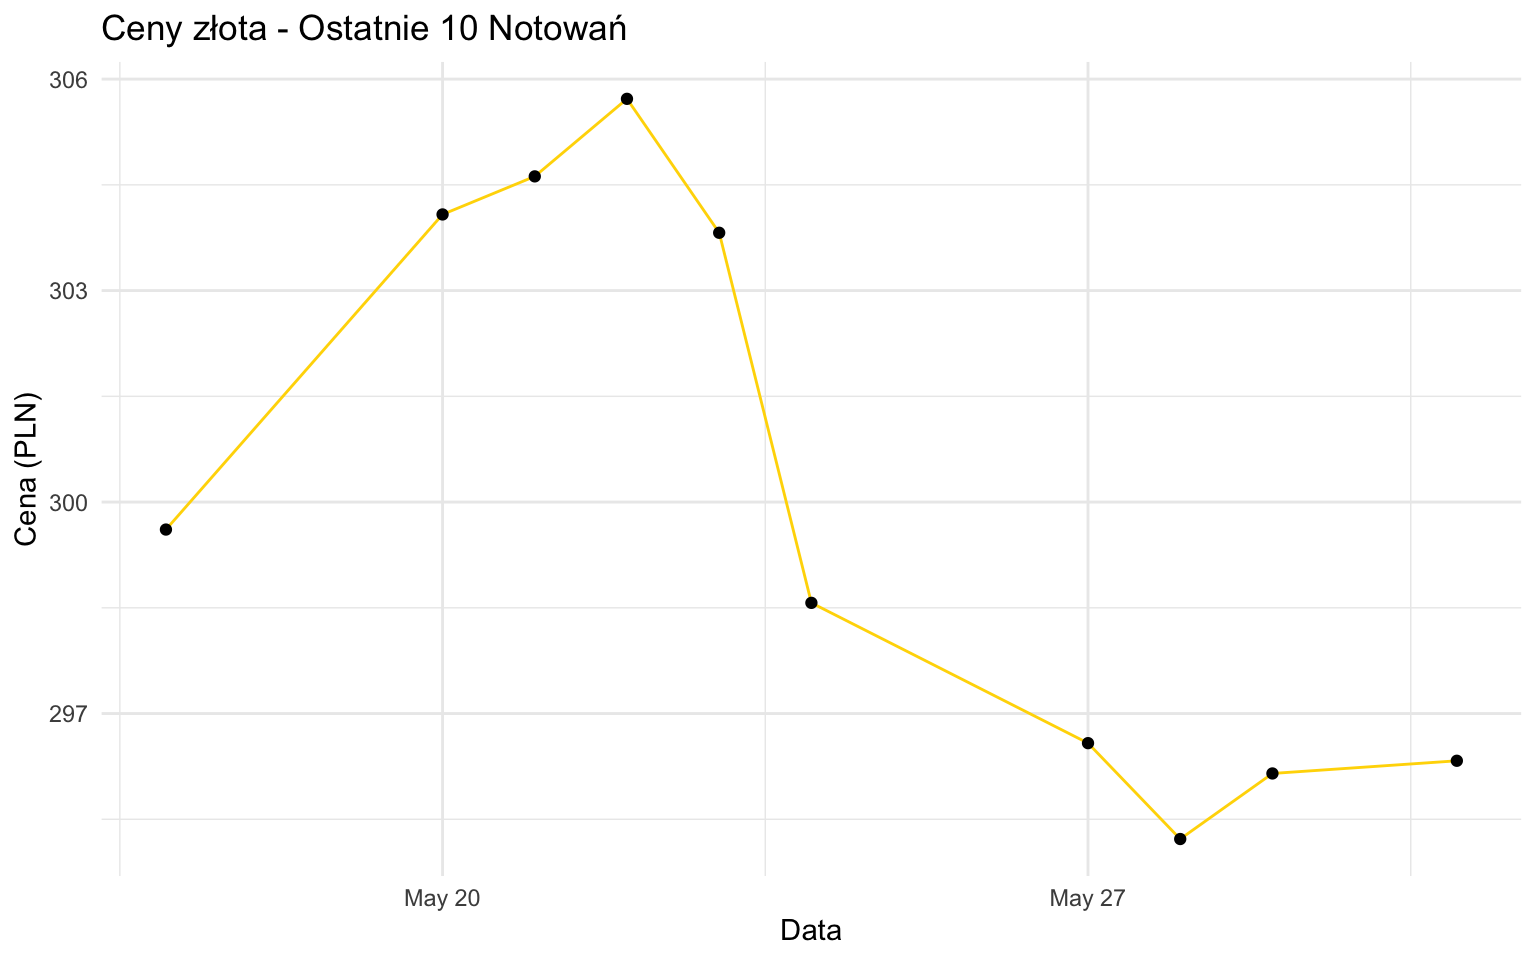 Ceny złota - Ostatnie 10 Notowań
306
303
300
297
Cena (PLN)
May 20
May 27
Data